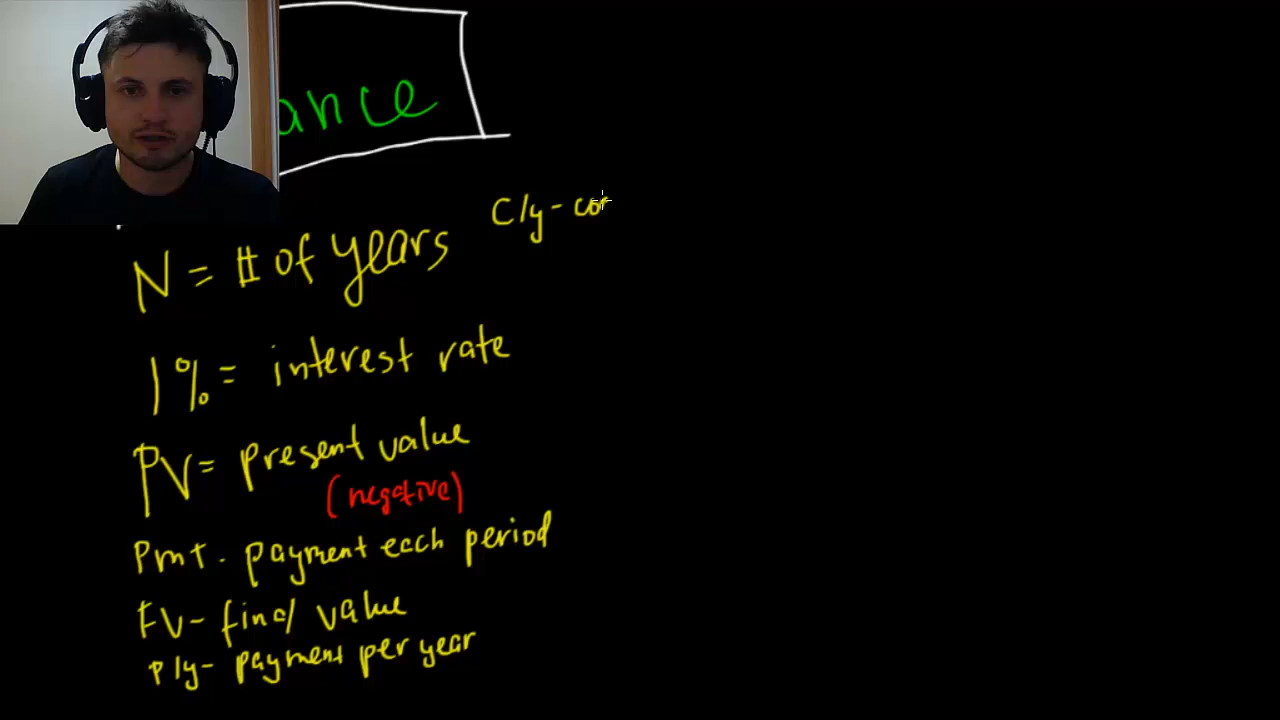 ance
C/y - co
N = # of years
1% = interest rate
PV = present value
(negative)
Pmt. payment each period
FV - final value
P/y - payment per year